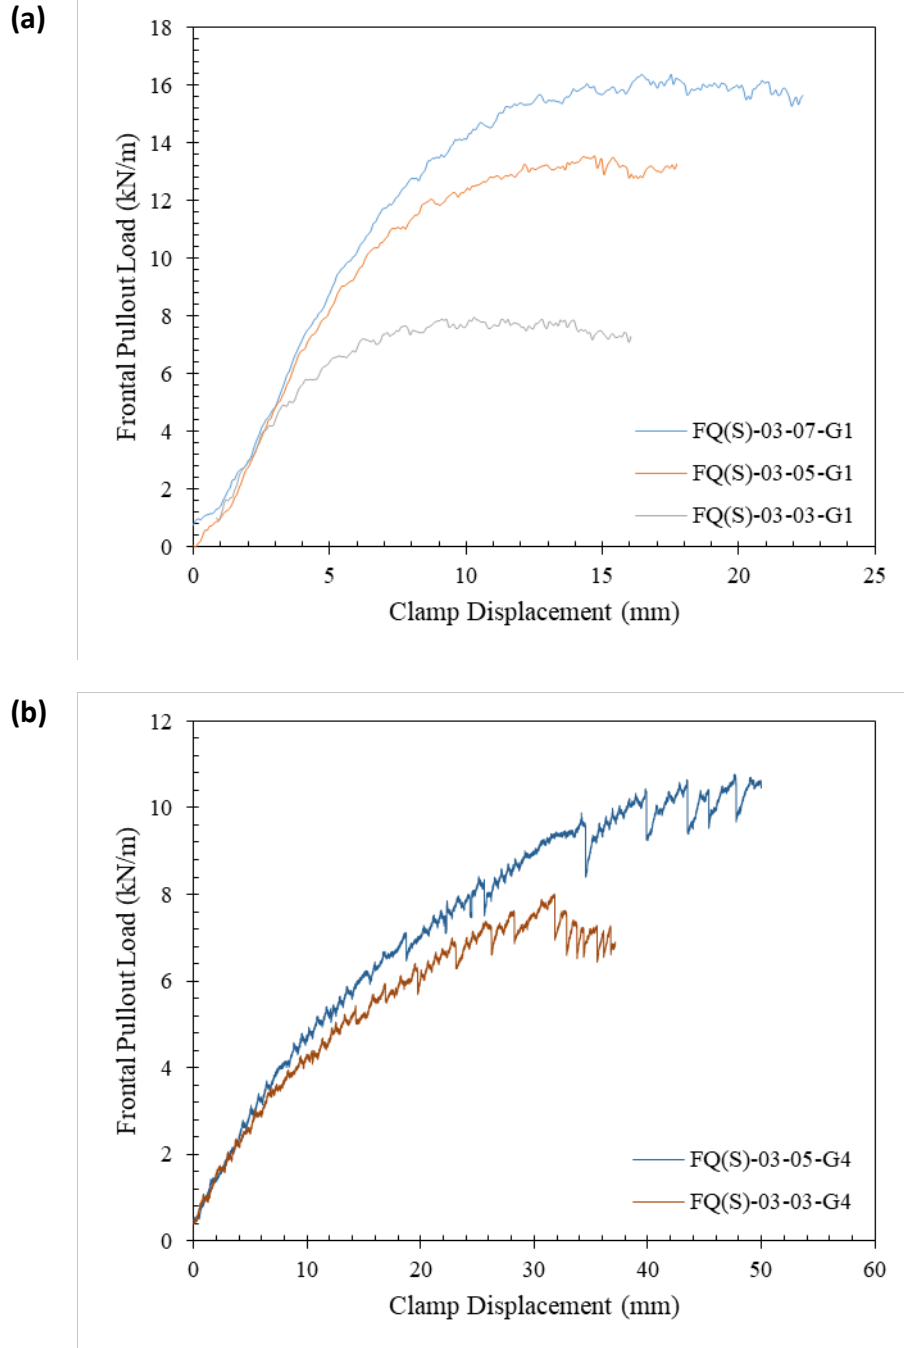 (a)
Frontal Pullout Load (kN/m)
18
16
14
12
10
8
6
4
2
0
FQ(S)-03-07-G1
FQ(S)-03-05-G1
FQ(S)-03-03-G1
0 5 10 15 20 25
Clamp Displacement (mm)
(b)
Frontal Pullout Load (kN/m)
12
10
8
6
4
2
0
FQ(S)-03-05-G4
FQ(S)-03-03-G4
0 10 20 30 40 50 60
Clamp Displacement (mm)